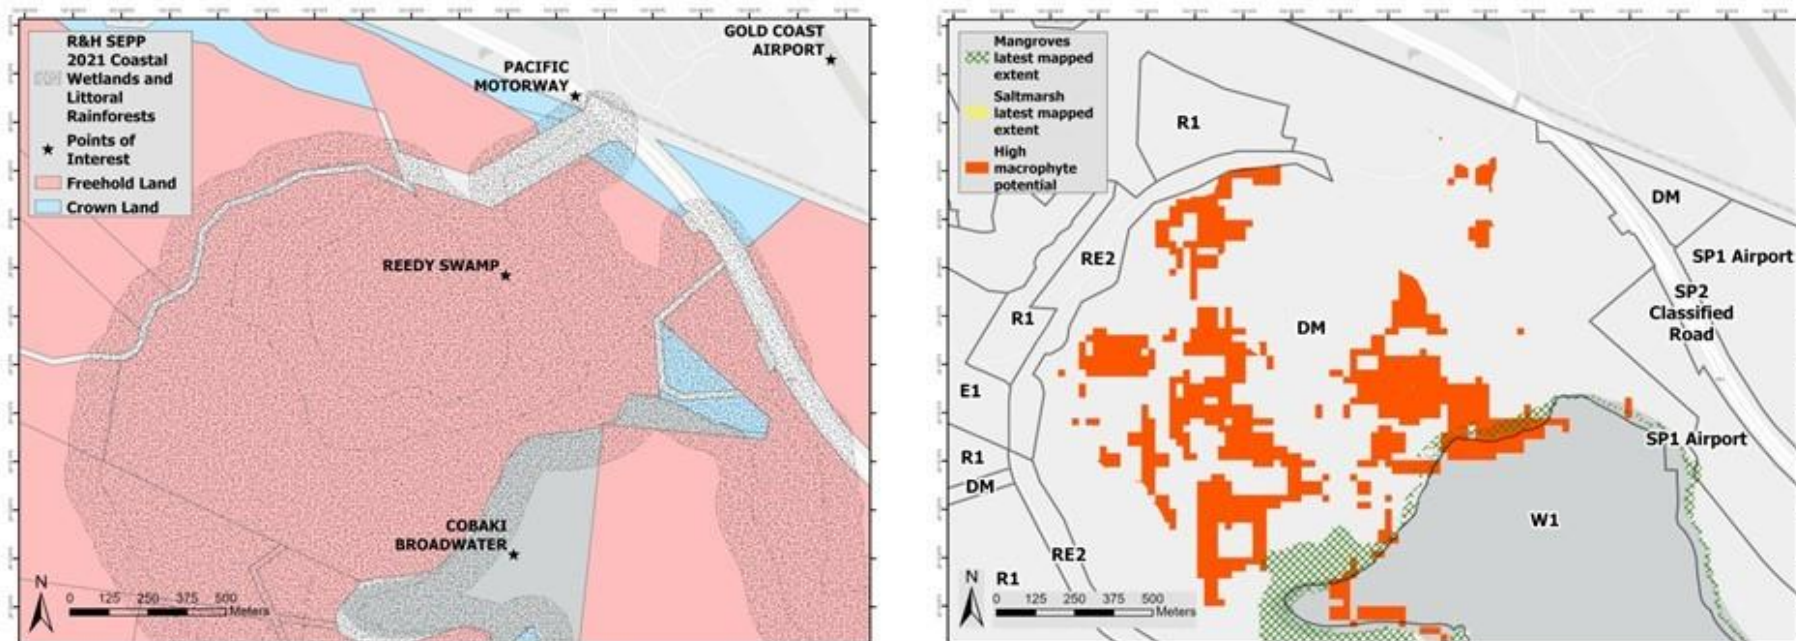 R&H SEPP
2021 Coastal
Wetlands and
Littoral
Rainforests
Points of
Interest
Freehold Land
Crown Land
GOLD COAST
AIRPORT
PACIFIC
MOTORWAY
REEDY SWAMP
COBAKI
BROADWATER
N
0 125 250 375 500
Meters
Mangroves
latest mapped
extent
Saltmarsh
latest mapped
extent
High
macrophyte
potential
R1
DM
RE2
SP1 Airport
SP2
Classified
Road
R1
DM
E1
SP1 Airport
R1
DM
W1
RE2
N
R1
0 125 250 375 500
Meters